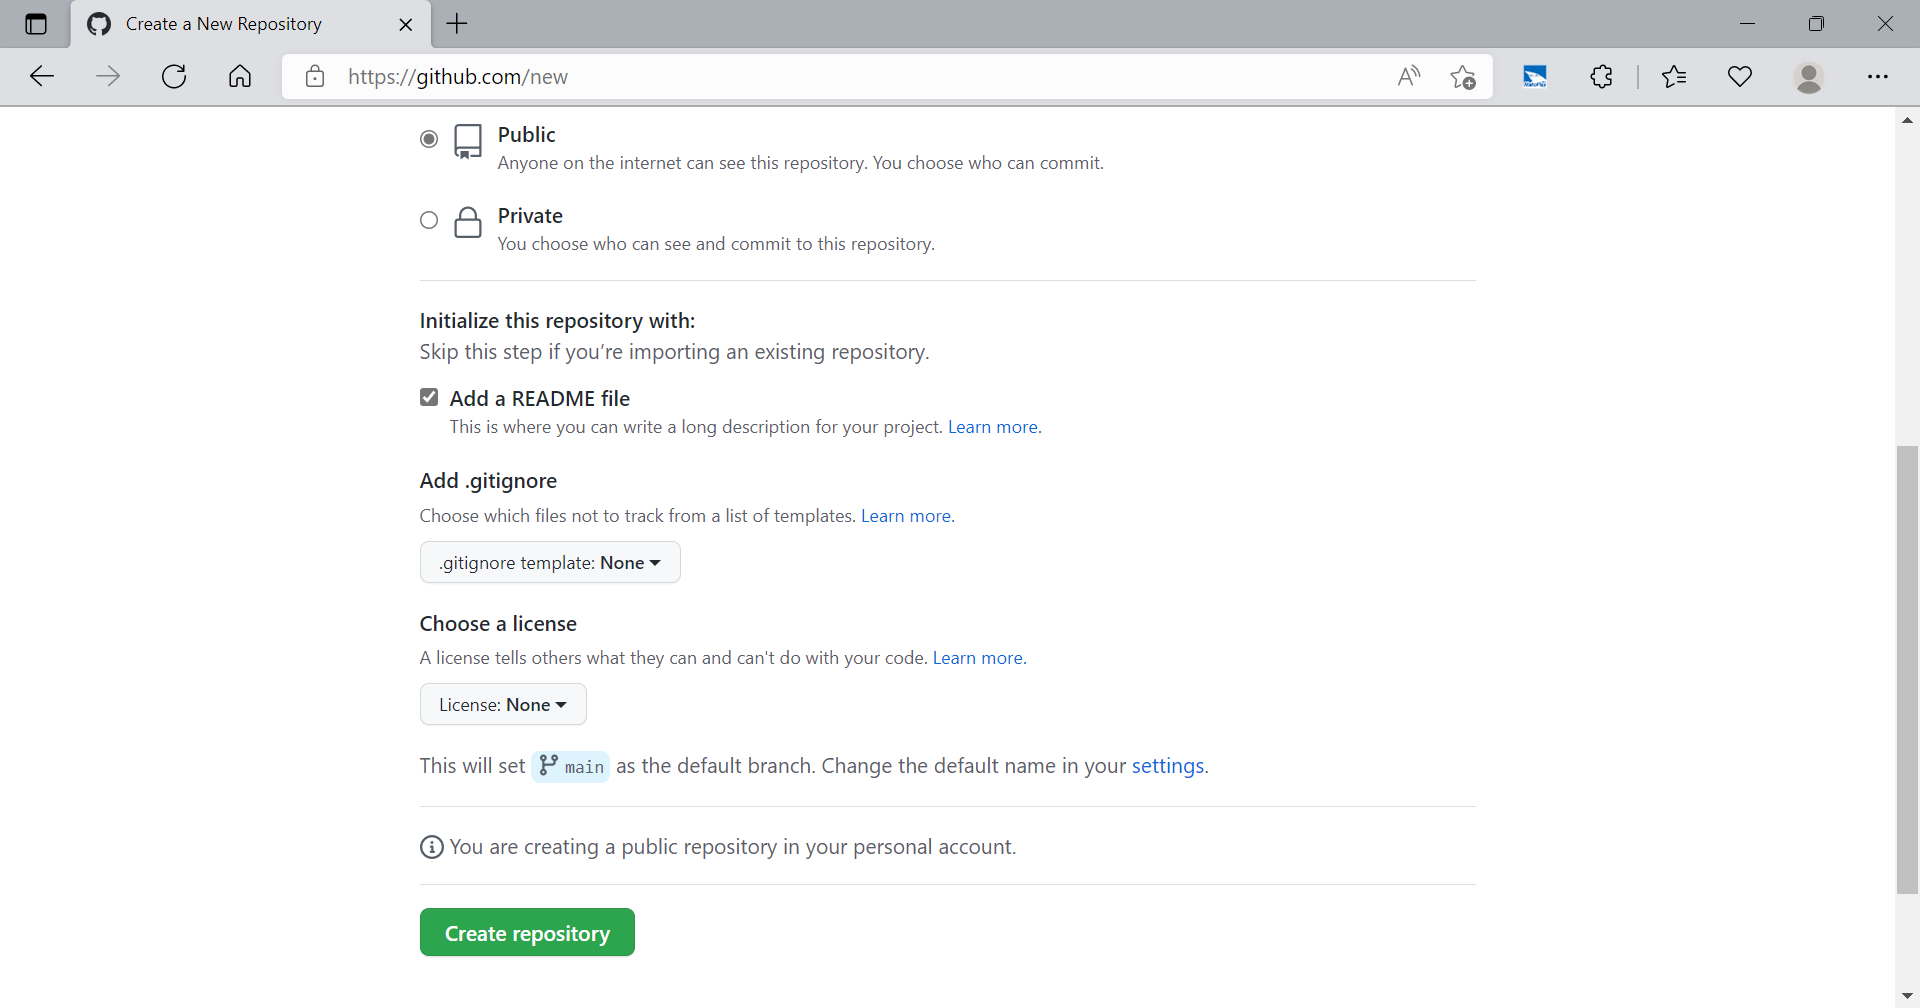 Create a New Repository
https://github.com/new
Public
Anyone on the internet can see this repository. You choose who can commit.
Private
You choose who can see and commit to this repository.
Initialize this repository with:
Skip this step if you’re importing an existing repository.
Add a README file
This is where you can write a long description for your project. Learn more.
Add .gitignore
Choose which files not to track from a list of templates. Learn more.
.gitignore template: None
Choose a license
A license tells others what they can and can't do with your code. Learn more.
License: None
This will set main as the default branch. Change the default name in your settings.
You are creating a public repository in your personal account.
Create repository